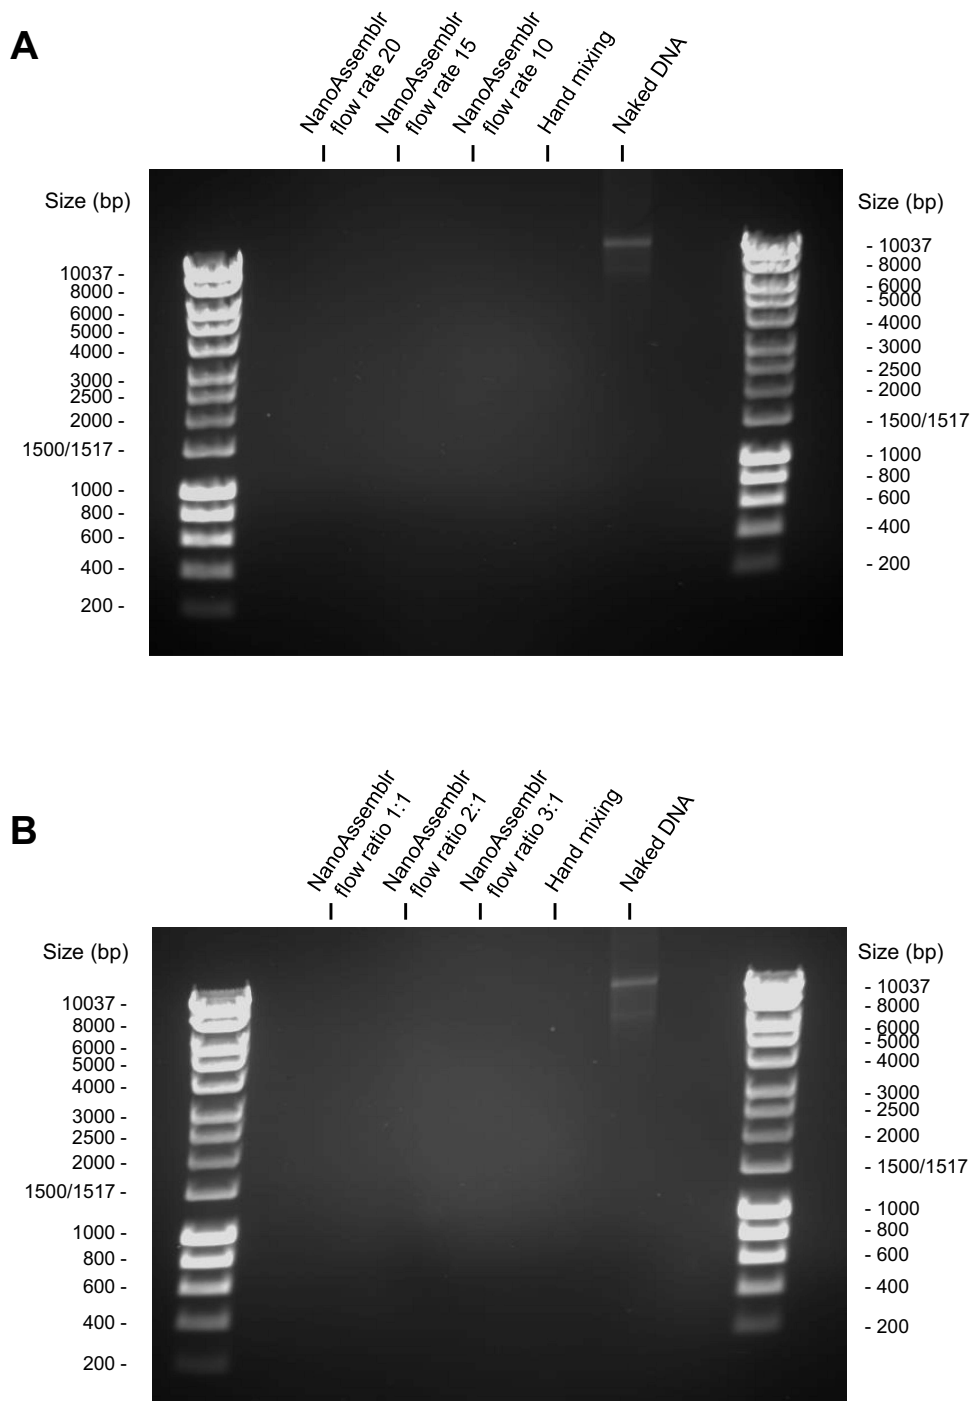 A
NanoAssemblr
flow rate 20
NanoAssemblr
flow rate 15
NanoAssemblr
flow rate 10
Hand mixing
Naked DNA
Size (bp)
10037 -
8000 -
6000 -
5000 -
4000 -
3000 -
2500 -
2000 -
1500/1517 -
1000 -
800 -
600 -
400 -
200 -
Size (bp)
- 10037
- 8000
- 6000
- 5000
- 4000
- 3000
- 2500
- 2000
- 1500/1517
- 1000
- 800
- 600
- 400
- 200
B
NanoAssemblr
flow ratio 1:1
NanoAssemblr
flow ratio 2:1
NanoAssemblr
flow ratio 3:1
Hand mixing
Naked DNA
Size (bp)
10037 -
8000 -
6000 -
5000 -
4000 -
3000 -
2500 -
2000 -
1500/1517 -
1000 -
800 -
600 -
400 -
200 -
Size (bp)
- 10037
- 8000
- 6000
- 5000
- 4000
- 3000
- 2500
- 2000
- 1500/1517
- 1000
- 800
- 600
- 400
- 200